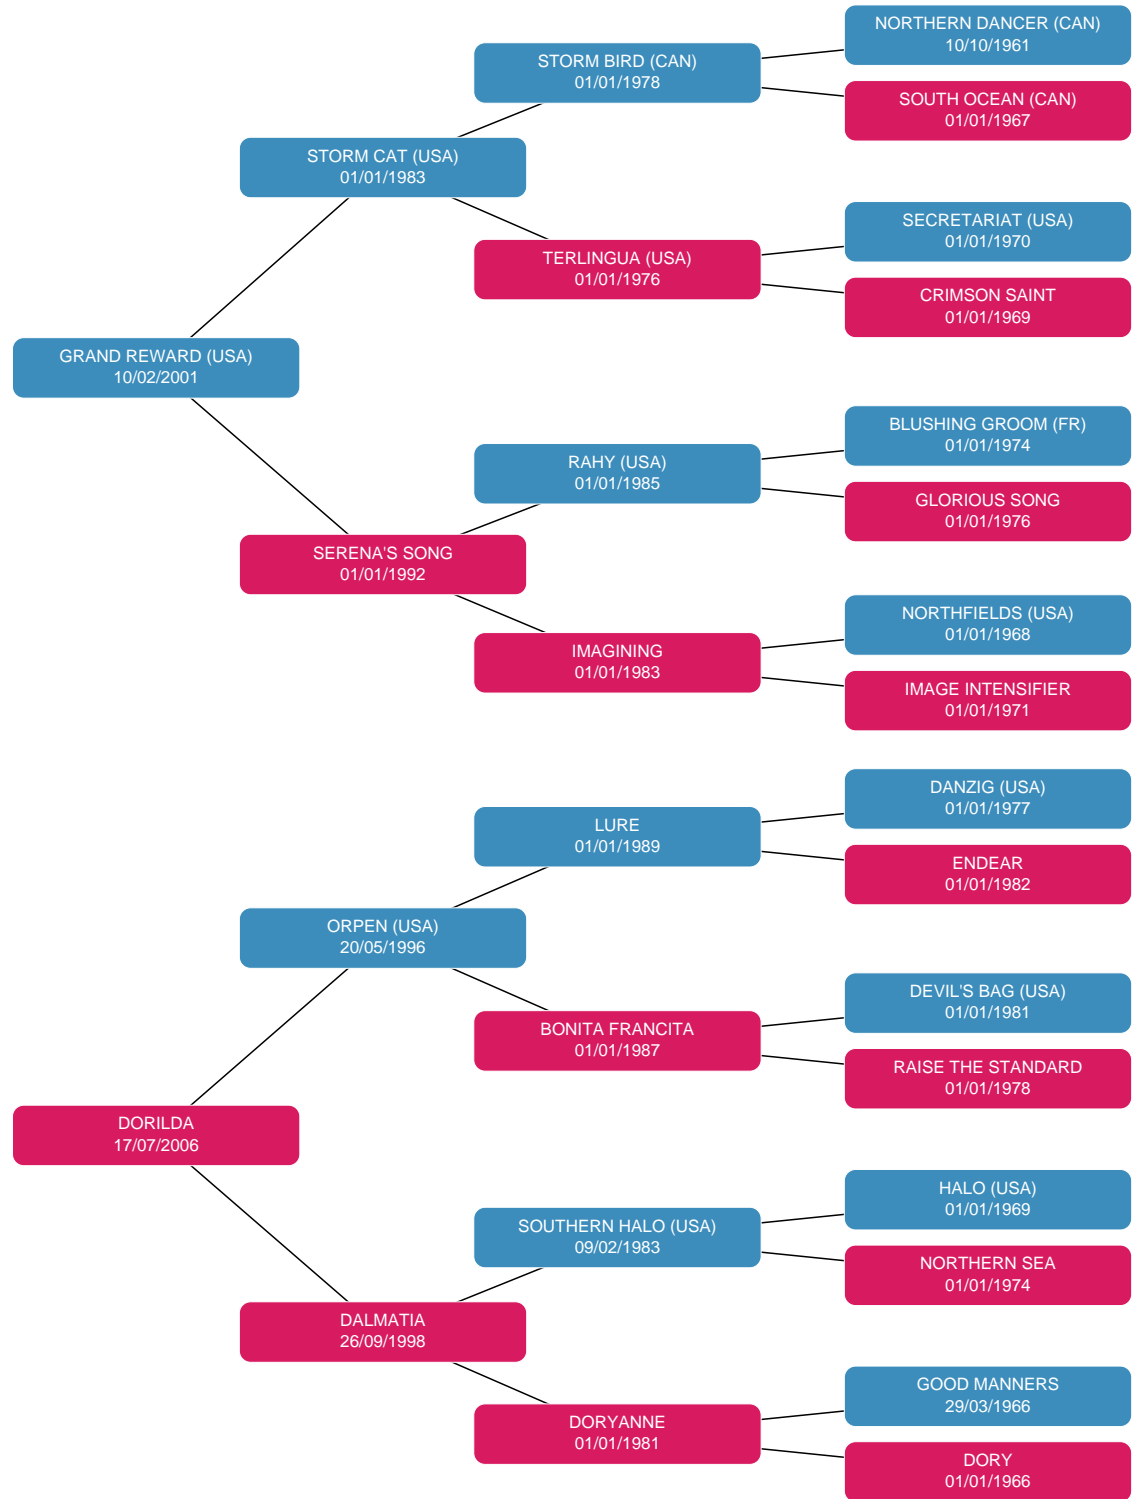 NORTHERN DANCER (CAN)
10/10/1961
STORM BIRD (CAN)
01/01/1978
SOUTH OCEAN (CAN)
01/01/1967
STORM CAT (USA)
01/01/1983
SECRETARIAT (USA)
01/01/1970
TERLINGUA (USA)
01/01/1976
CRIMSON SAINT
01/01/1969
GRAND REWARD (USA)
10/02/2001
BLUSHING GROOM (FR)
01/01/1974
RAHY (USA)
01/01/1985
GLORIOUS SONG
01/01/1976
SERENA'S SONG
01/01/1992
NORTHFIELDS (USA)
01/01/1968
IMAGINING
01/01/1983
IMAGE INTENSIFIER
01/01/1971
DANZIG (USA)
01/01/1977
LURE
01/01/1989
ENDEAR
01/01/1982
ORPEN (USA)
20/05/1996
DEVIL'S BAG (USA)
01/01/1981
BONITA FRANCITA
01/01/1987
RAISE THE STANDARD
01/01/1978
DORILDA
17/07/2006
HALO (USA)
01/01/1969
SOUTHERN HALO (USA)
09/02/1983
NORTHERN SEA
01/01/1974
DALMATIA
26/09/1998
GOOD MANNERS
29/03/1966
DORYANNE
01/01/1981
DORY
01/01/1966